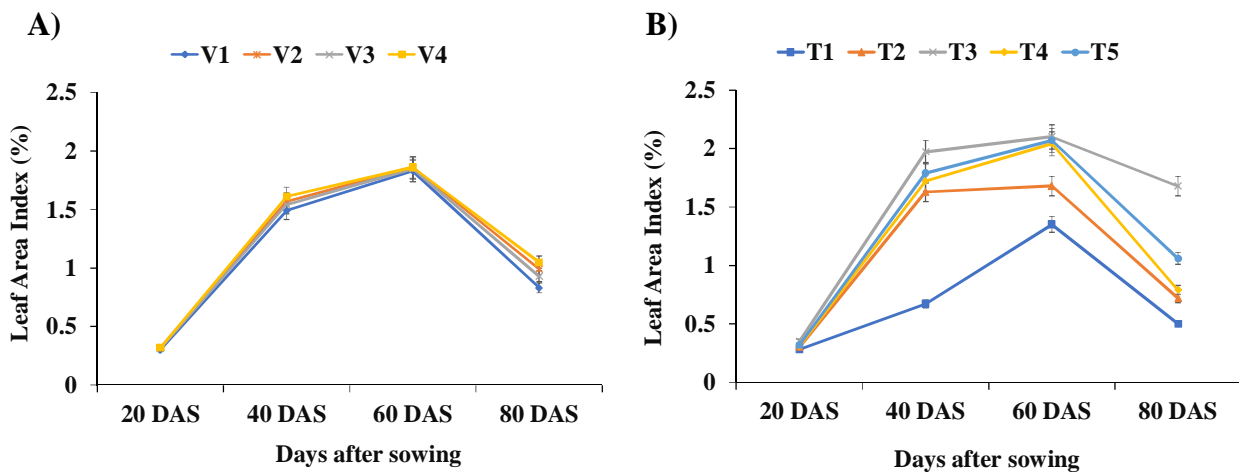 A)
V1 V2 V3 V4
Leaf Area Index (%)
2.5
2
1.5
1
0.5
0
20 DAS 40 DAS 60 DAS 80 DAS
Days after sowing
B)
T1 T2 T3 T4 T5
Leaf Area Index (%)
2.5
2
1.5
1
0.5
0
20 DAS 40 DAS 60 DAS 80 DAS
Days after sowing